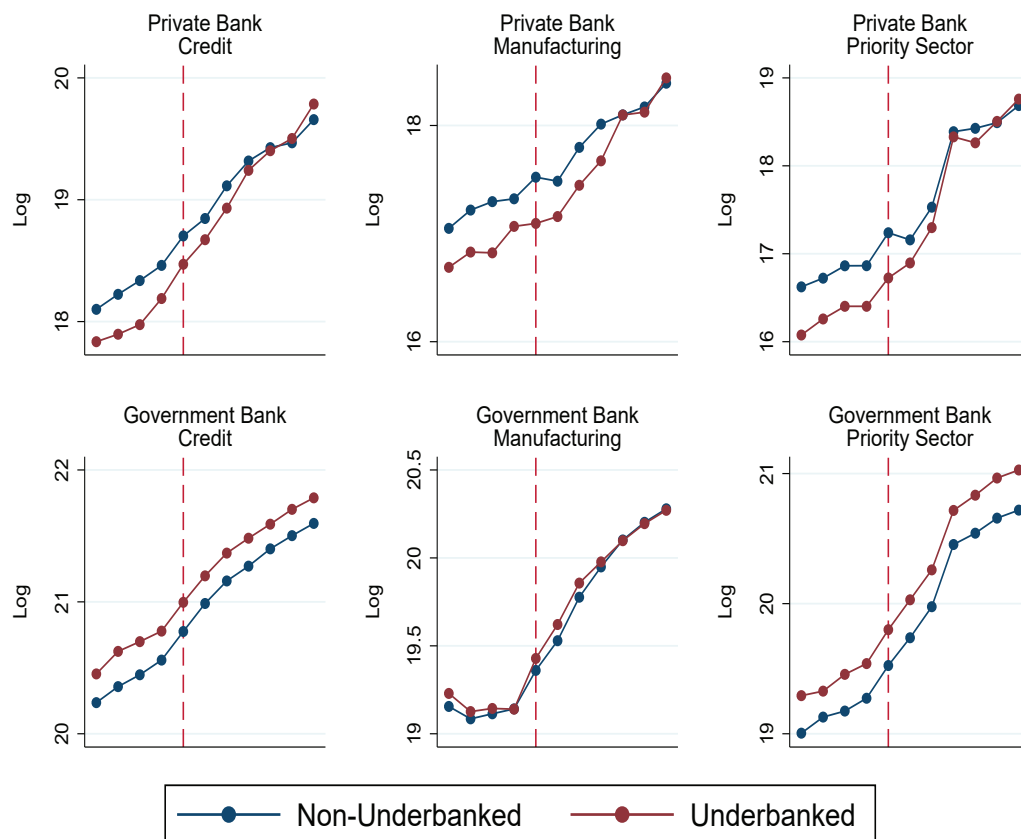 Private Bank
Credit
Log
20
19
18
Private Bank
Manufacturing
18
16
Private Bank
Priority Sector
Log
19
18
17
16
Government Bank
Credit
Log
22
21
20
Government Bank
Manufacturing
20.5
20
19.5
19
Government Bank
Priority Sector
Log
21
20
19
Non-Underbanked
Underbanked